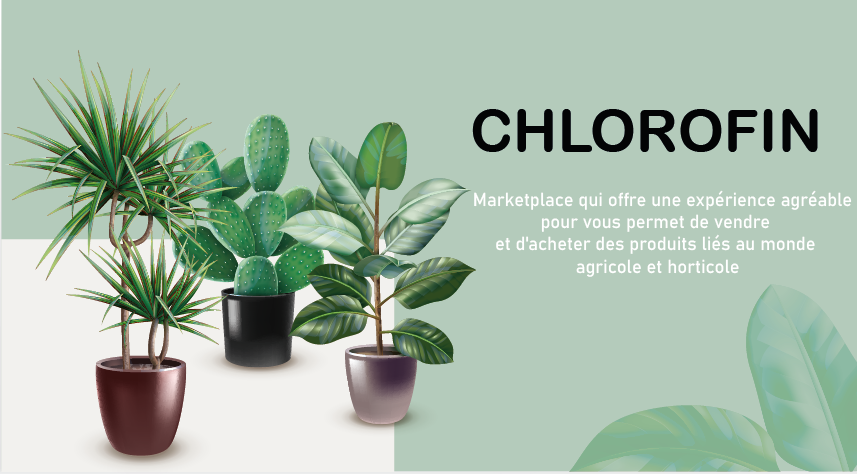 CHLOROFIN
Marketplace qui offre une expérience agréable
pour vous permet de vendre
et d'acheter des produits liés au monde
agricole et horticole